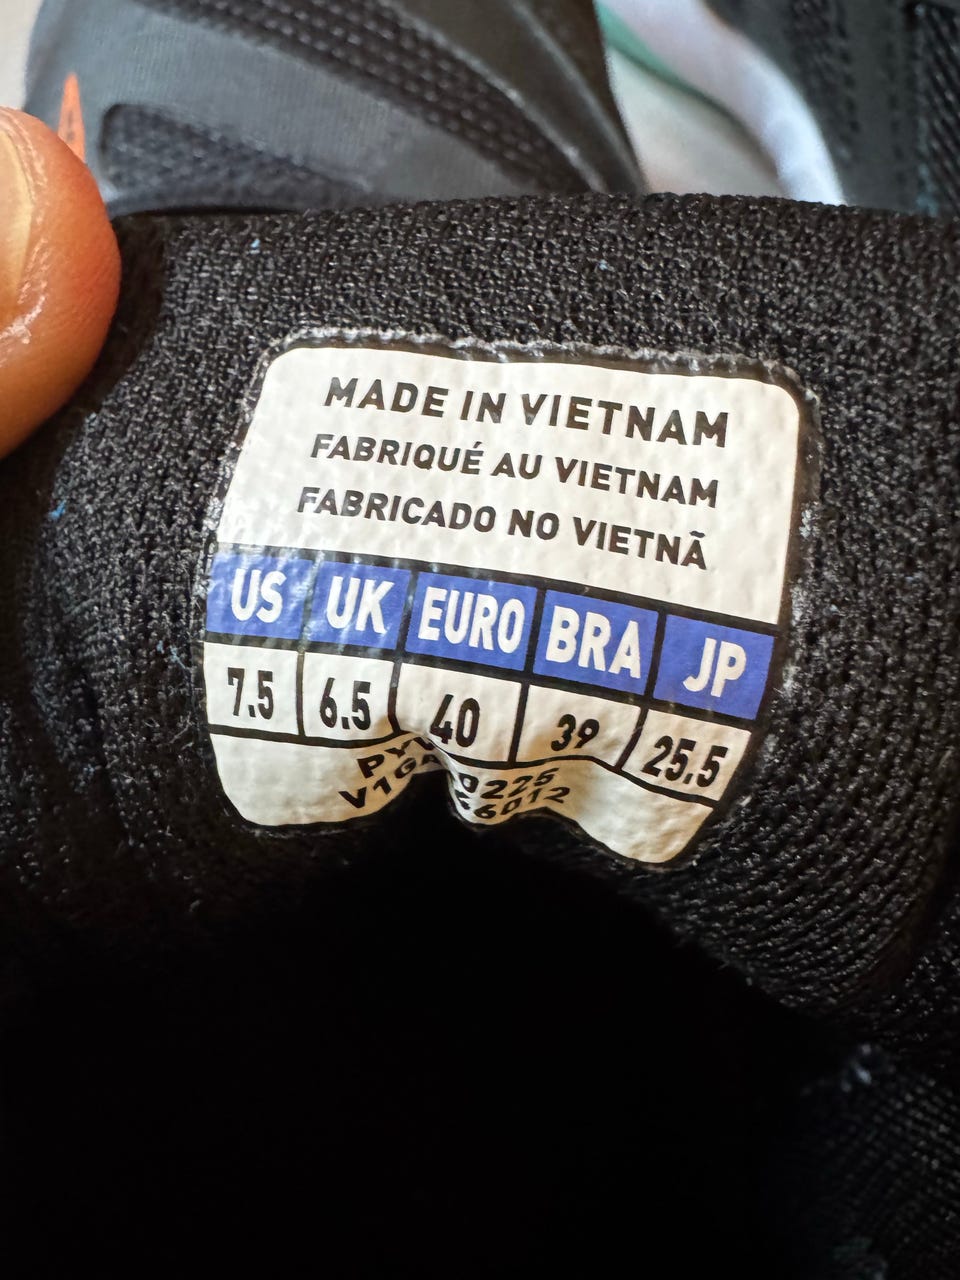 MADE IN VIETNAM
FABRIQUÉ AU VIETNAM
FABRICADO NO VIETNÃ
US UK EURO BRA JP
7.5 6.5 40 39 25.5